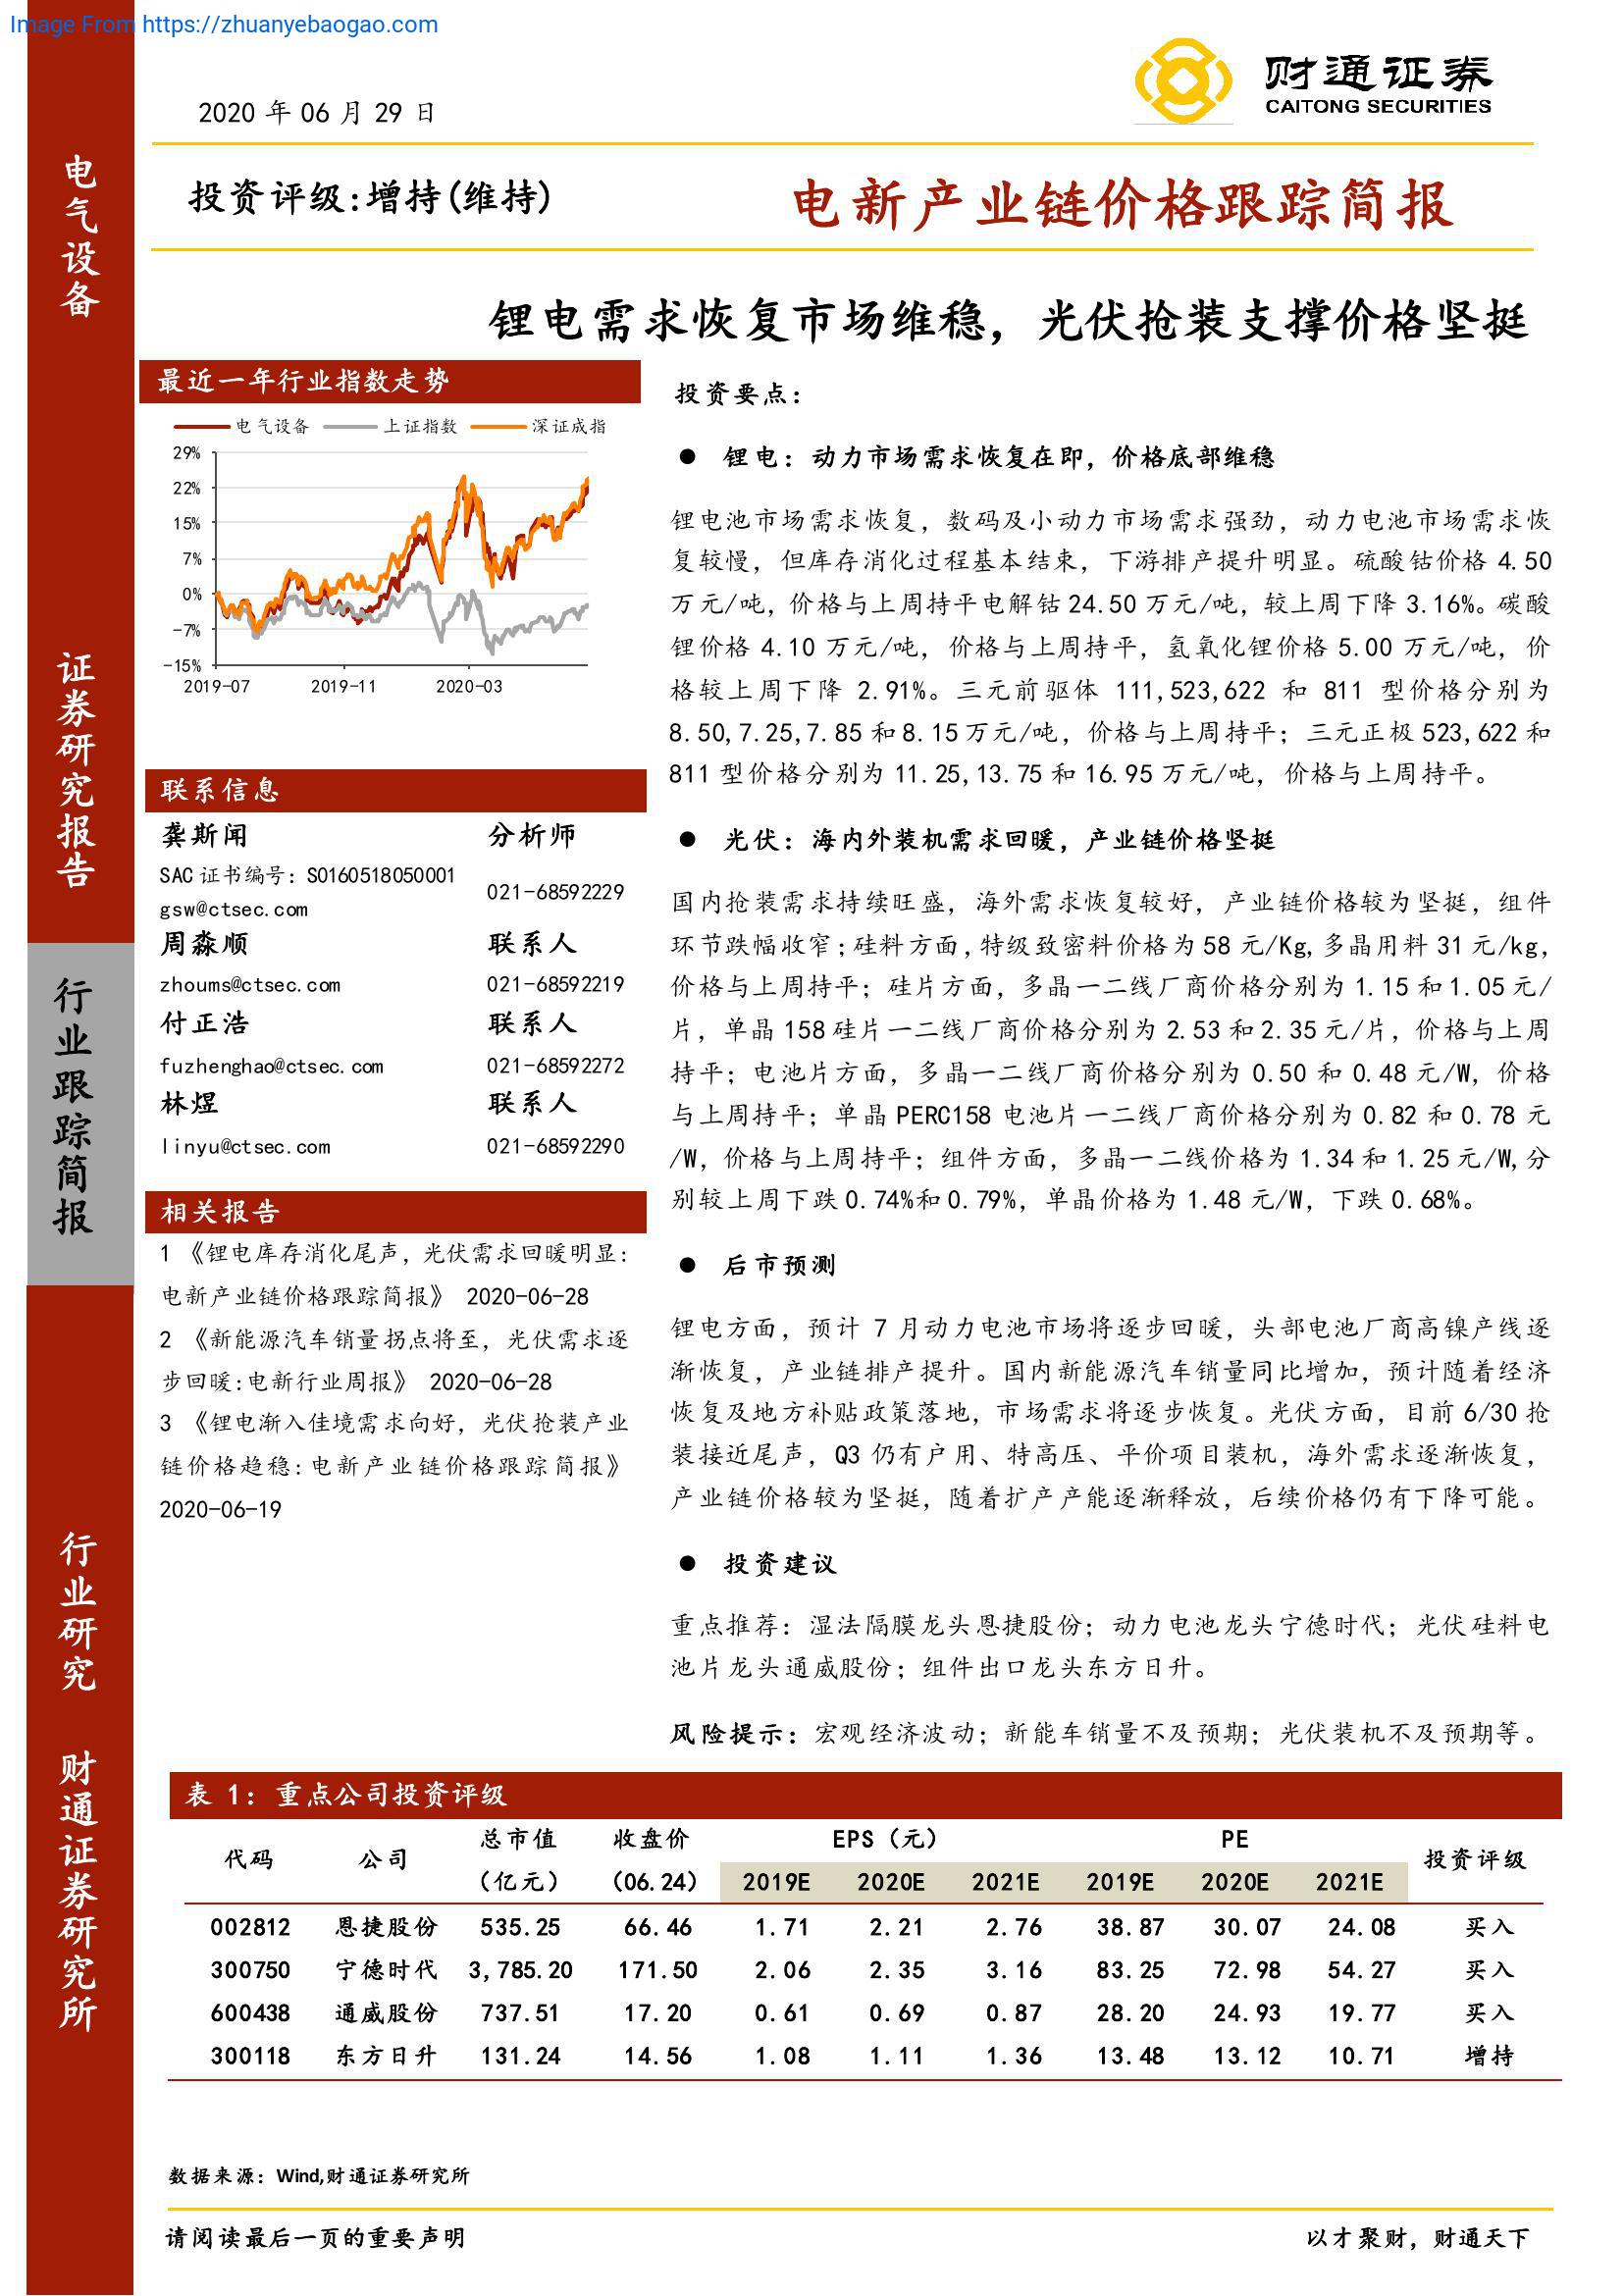 Image From https://zhuanyebaogao.com
财通证券
CAITONG SECURITIES
2020 年 06 月 29 日
投资评级:增持(维持)
电新产业链价格跟踪简报
锂电需求恢复市场维稳，光伏抢装支撑价格坚挺
电气设备
证券研究报告
行业跟踪简报
行业研究
财通证券研究所
最近一年行业指数走势
电气设备 上证指数 深证成指
29%
22%
15%
7%
0%
-7%
-15%
2019-07 2019-11 2020-03
联系信息
龚斯闻 分析师
SAC 证书编号：S0160518050001
021-68592229
gsw@ctsec.com
周淼顺 联系人
zhoums@ctsec.com 021-68592219
付正浩 联系人
fuzhenghao@ctsec.com 021-68592272
林煜 联系人
linyu@ctsec.com 021-68592290
相关报告
1 《锂电库存消化尾声，光伏需求回暖明显:
电新产业链价格跟踪简报》 2020-06-28
2 《新能源汽车销量拐点将至，光伏需求逐
步回暖:电新行业周报》 2020-06-28
3 《锂电渐入佳境需求向好，光伏抢装产业
链价格趋稳:电新产业链价格跟踪简报》
2020-06-19
投资要点：
● 锂电：动力市场需求恢复在即，价格底部维稳
锂电池市场需求恢复，数码及小动力市场需求强劲，动力电池市场需求恢
复较慢，但库存消化过程基本结束，下游排产提升明显。硫酸钴价格 4.50
万元/吨，价格与上周持平电解钴 24.50 万元/吨，较上周下降 3.16%。碳酸
锂价格 4.10 万元/吨，价格与上周持平，氢氧化锂价格 5.00 万元/吨，价
格较上周下降 2.91%。三元前驱体 111,523,622 和 811 型价格分别为
8.50,7.25,7.85 和 8.15 万元/吨，价格与上周持平；三元正极 523,622 和
811 型价格分别为 11.25,13.75 和 16.95 万元/吨，价格与上周持平。
● 光伏：海内外装机需求回暖，产业链价格坚挺
国内抢装需求持续旺盛，海外需求恢复较好，产业链价格较为坚挺，组件
环节跌幅收窄;硅料方面,特级致密料价格为 58 元/Kg,多晶用料 31 元/kg，
价格与上周持平；硅片方面，多晶一二线厂商价格分别为 1.15 和 1.05 元/
片，单晶 158 硅片一二线厂商价格分别为 2.53 和 2.35 元/片，价格与上周
持平；电池片方面，多晶一二线厂商价格分别为 0.50 和 0.48 元/W，价格
与上周持平；单晶 PERC158 电池片一二线厂商价格分别为 0.82 和 0.78 元
/W，价格与上周持平；组件方面，多晶一二线价格为 1.34 和 1.25 元/W,分
别较上周下跌 0.74%和 0.79%，单晶价格为 1.48 元/W，下跌 0.68%。
● 后市预测
锂电方面，预计 7 月动力电池市场将逐步回暖，头部电池厂商高镍产线逐
渐恢复，产业链排产提升。国内新能源汽车销量同比增加，预计随着经济
恢复及地方补贴政策落地，市场需求将逐步恢复。光伏方面，目前 6/30 抢
装接近尾声，Q3 仍有户用、特高压、平价项目装机，海外需求逐渐恢复，
产业链价格较为坚挺，随着扩产产能逐渐释放，后续价格仍有下降可能。
● 投资建议
重点推荐：湿法隔膜龙头恩捷股份；动力电池龙头宁德时代；光伏硅料电
池片龙头通威股份；组件出口龙头东方日升。
风险提示：宏观经济波动；新能车销量不及预期；光伏装机不及预期等。
表 1：重点公司投资评级
代码 公司 总市值 收盘价 EPS（元） PE 投资评级
（亿元） (06.24) 2019E 2020E 2021E 2019E 2020E 2021E
002812 恩捷股份 535.25 66.46 1.71 2.21 2.76 38.87 30.07 24.08 买入
300750 宁德时代 3,785.20 171.50 2.06 2.35 3.16 83.25 72.98 54.27 买入
600438 通威股份 737.51 17.20 0.61 0.69 0.87 28.20 24.93 19.77 买入
300118 东方日升 131.24 14.56 1.08 1.11 1.36 13.48 13.12 10.71 增持
数据来源：Wind,财通证券研究所
请阅读最后一页的重要声明 以才聚财，财通天下